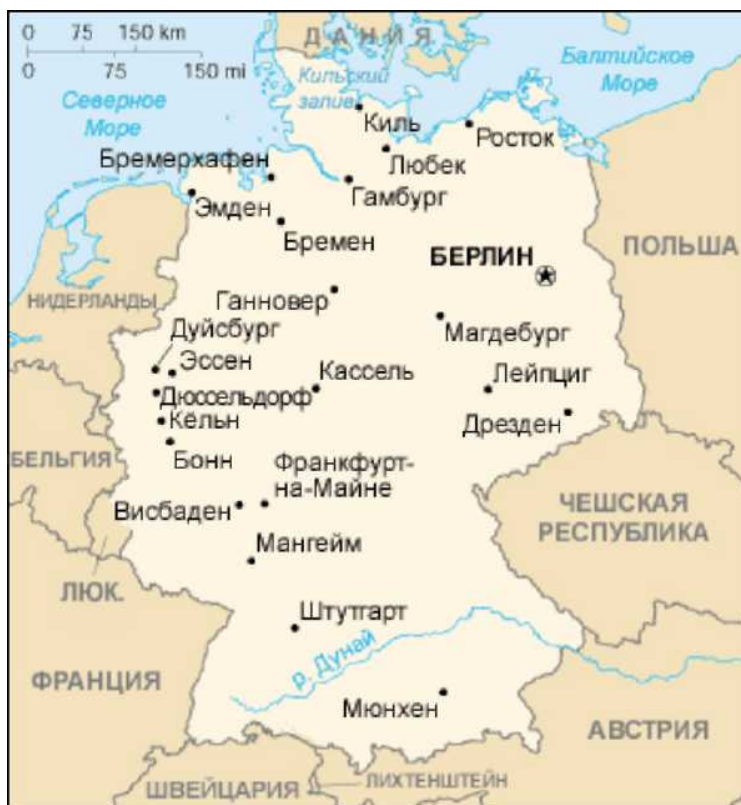 0 75 150 km
0 75 150 mi
ДАНИЯ
Балтийское
Море
Кильский
залив
Северное
Море
Киль
Росток
Любек
Бремерхафен
Гамбург
Эмден
Бремен
ПОЛЬША
БЕРЛИН
НИДЕРЛАНДЫ
Ганновер
Магдебург
Дуйсбург
Эссен
Кассель
Лейпциг
Дюссельдорф
Дрезден
Кёльн
БЕЛЬГИЯ
Бонн
Франкфурт-
на-Майне
Висбаден
ЧЕШСКАЯ
РЕСПУБЛИКА
Мангейм
ЛЮК.
Штутгарт
р. Дунай
ФРАНЦИЯ
Мюнхен
АВСТРИЯ
ШВЕЙЦАРИЯ
ЛИХТЕНШТЕЙН